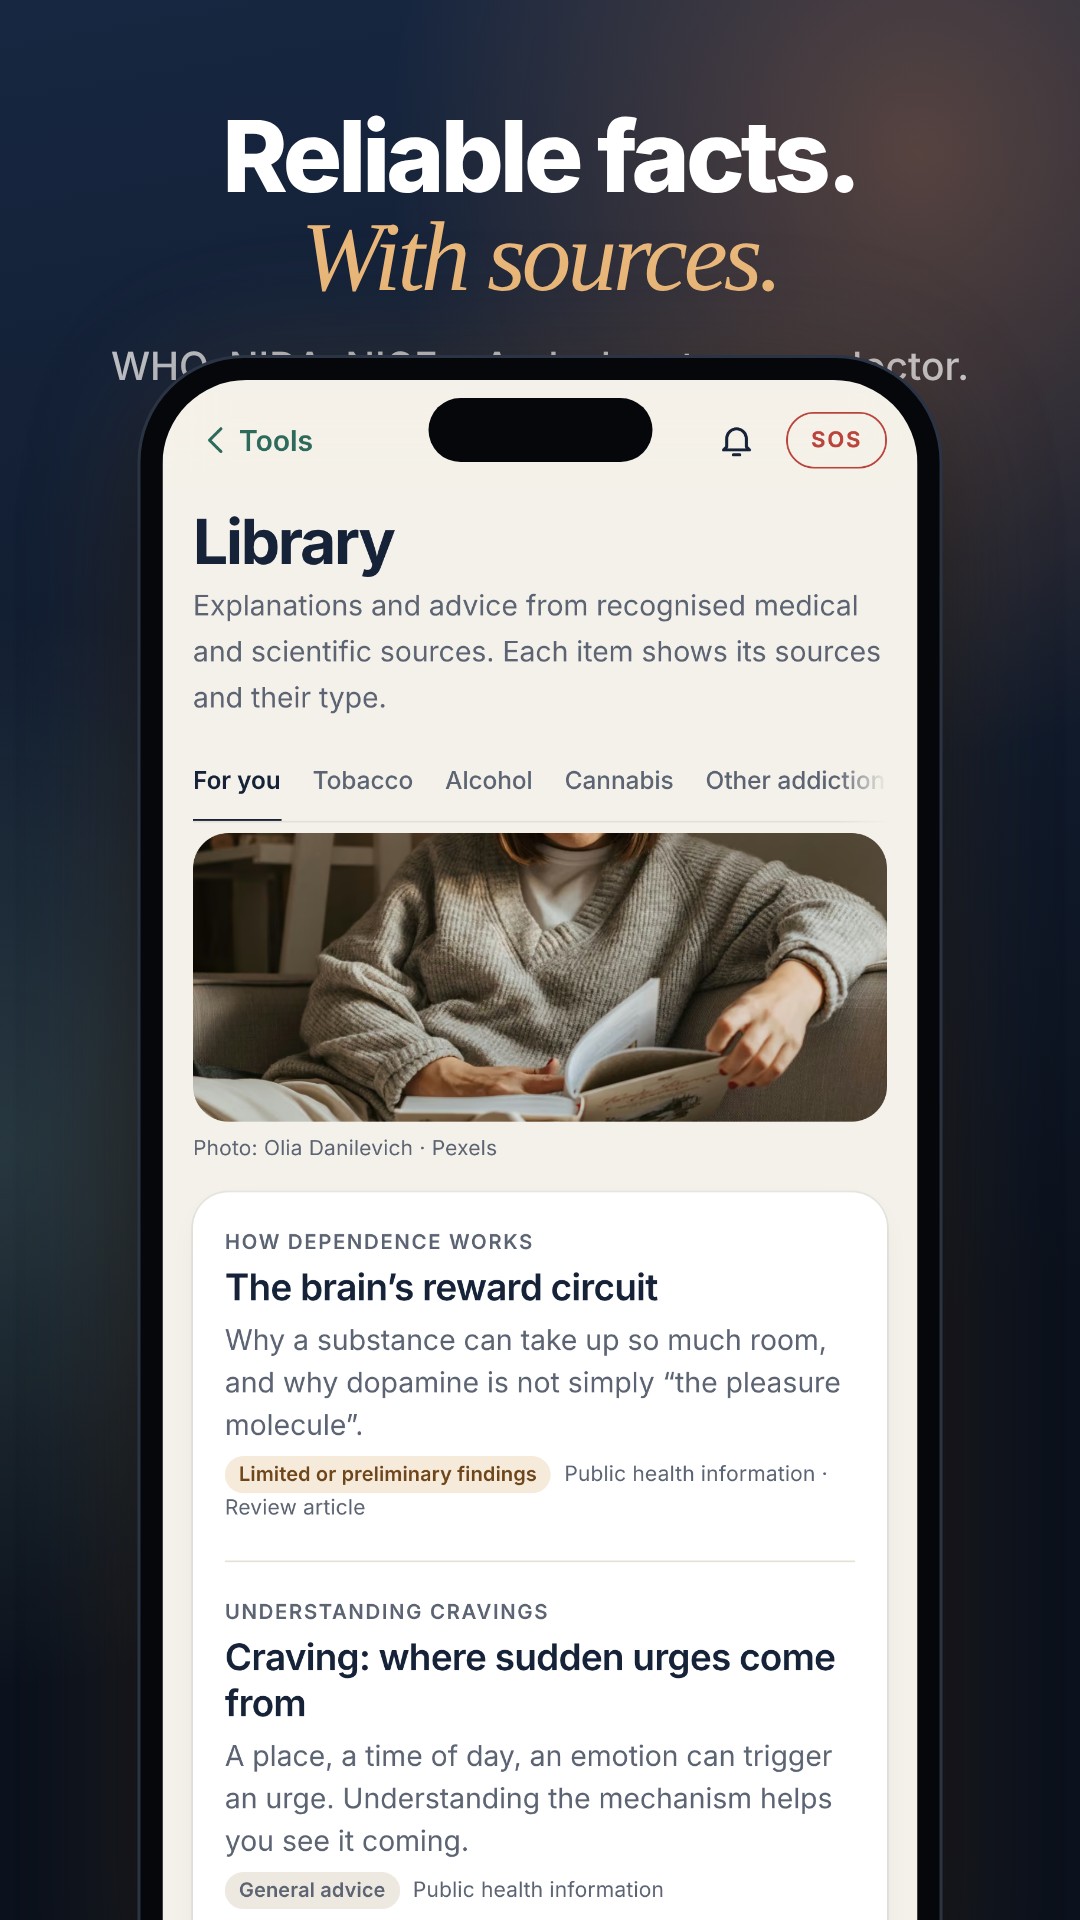 Reliable facts.
With sources.
Tools
SOS
Library
Explanations and advice from recognised medical
and scientific sources. Each item shows its sources
and their type.
For you Tobacco Alcohol Cannabis Other addiction
Photo: Olia Danilevich · Pexels
HOW DEPENDENCE WORKS
The brain’s reward circuit
Why a substance can take up so much room,
and why dopamine is not simply “the pleasure
molecule”.
Limited or preliminary findings Public health information ·
Review article
UNDERSTANDING CRAVINGS
Craving: where sudden urges come
from
A place, a time of day, an emotion can trigger
an urge. Understanding the mechanism helps
you see it coming.
General advice Public health information